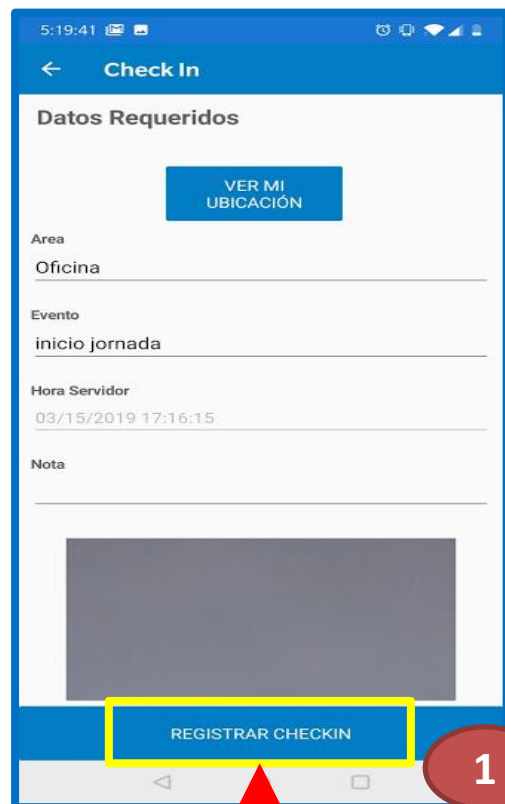 5:19:41
Check In
Datos Requeridos
VER MI
UBICACIÓN
Area
Oficina
Evento
inicio jornada
Hora Servidor
03/15/2019 17:16:15
Nota
REGISTRAR CHECKIN
1